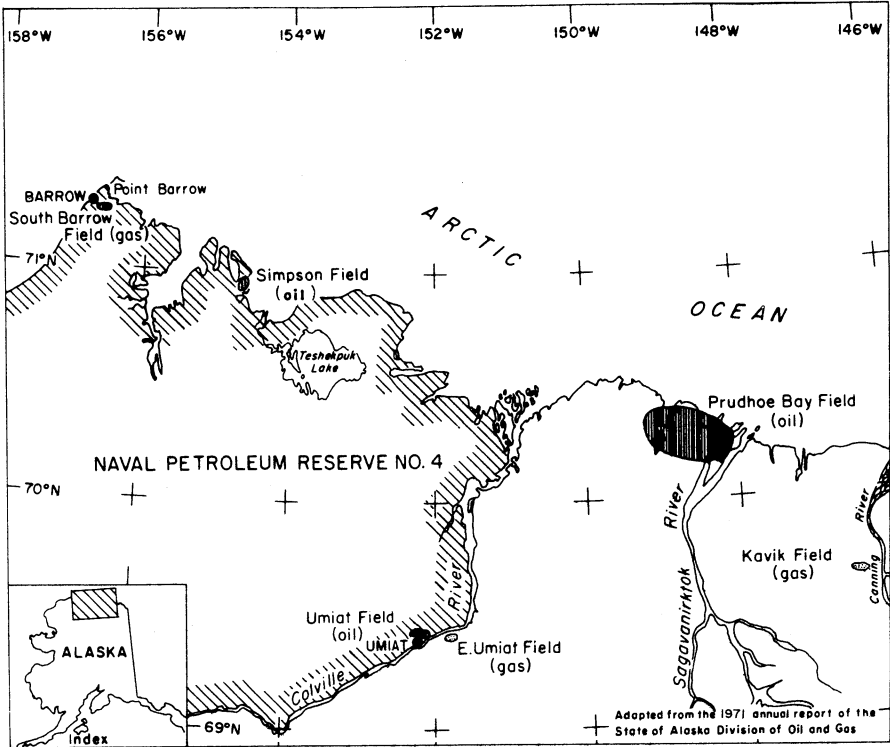 158°W 156°W 154°W 152°W 150°W 148°W 146°W
Point Barrow
BARROW
South Barrow
Field (gas)
ARCTIC
71°N
Simpson Field
(oil)
OCEAN
Teshekpuk
Lake
Prudhoe Bay Field
(oil)
NAVAL PETROLEUM RESERVE NO. 4
70°N
River
River
Kavik Field
(gas)
Canning
River
Umiat Field
(oil)
UMIAT
E. Umiat Field
(gas)
Sagavanirktok
ALASKA
Colville
69°N
Index
Adapted from the 1971 annual report of the
State of Alaska Division of Oil and Gas